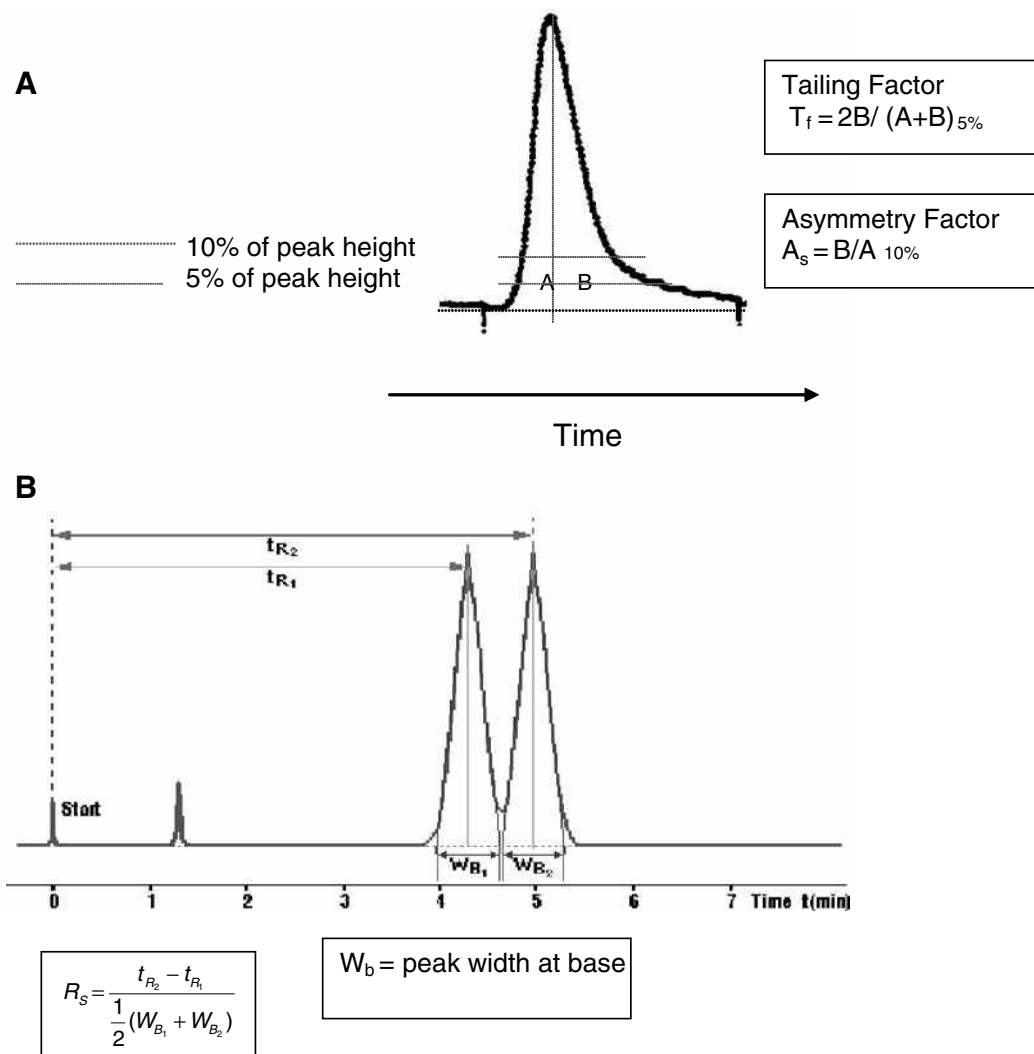 A
Tailing Factor
T_f = 2B/ (A+B) 5%
Asymmetry Factor
A_s = B/A 10%
10% of peak height
5% of peak height
A B
Time
B
t_R2
t_R1
Start
W_B1 W_B2
0 1 2 3 4 5 6 7 Time t(min)
R_S = (t_R2 − t_R1) / (1/2 (W_B1 + W_B2))
W_b = peak width at base